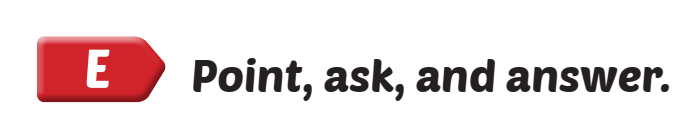 E Point, ask, and answer.